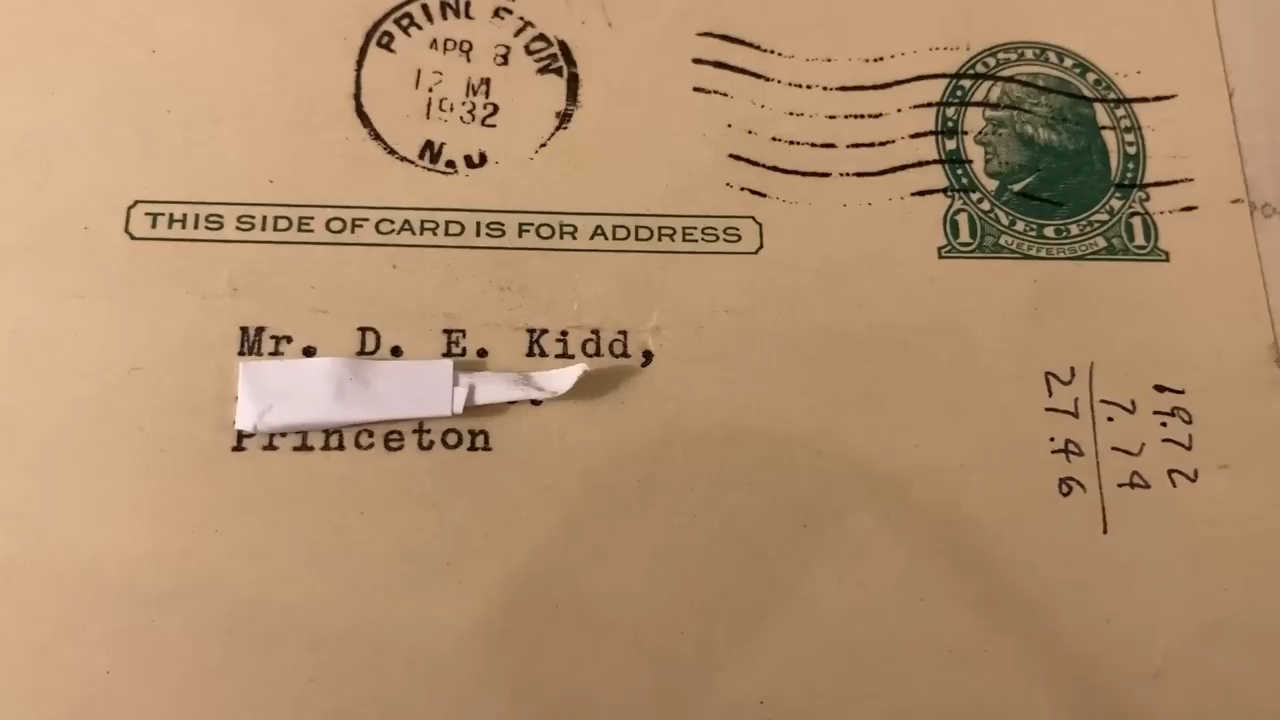 PRINCETON
APR 8
12 M
1932
N.J
U.S. POSTAL CARD
1 ONE CENT 1
JEFFERSON
THIS SIDE OF CARD IS FOR ADDRESS
Mr. D. E. Kidd,
Princeton
19.72
7.74
27.46